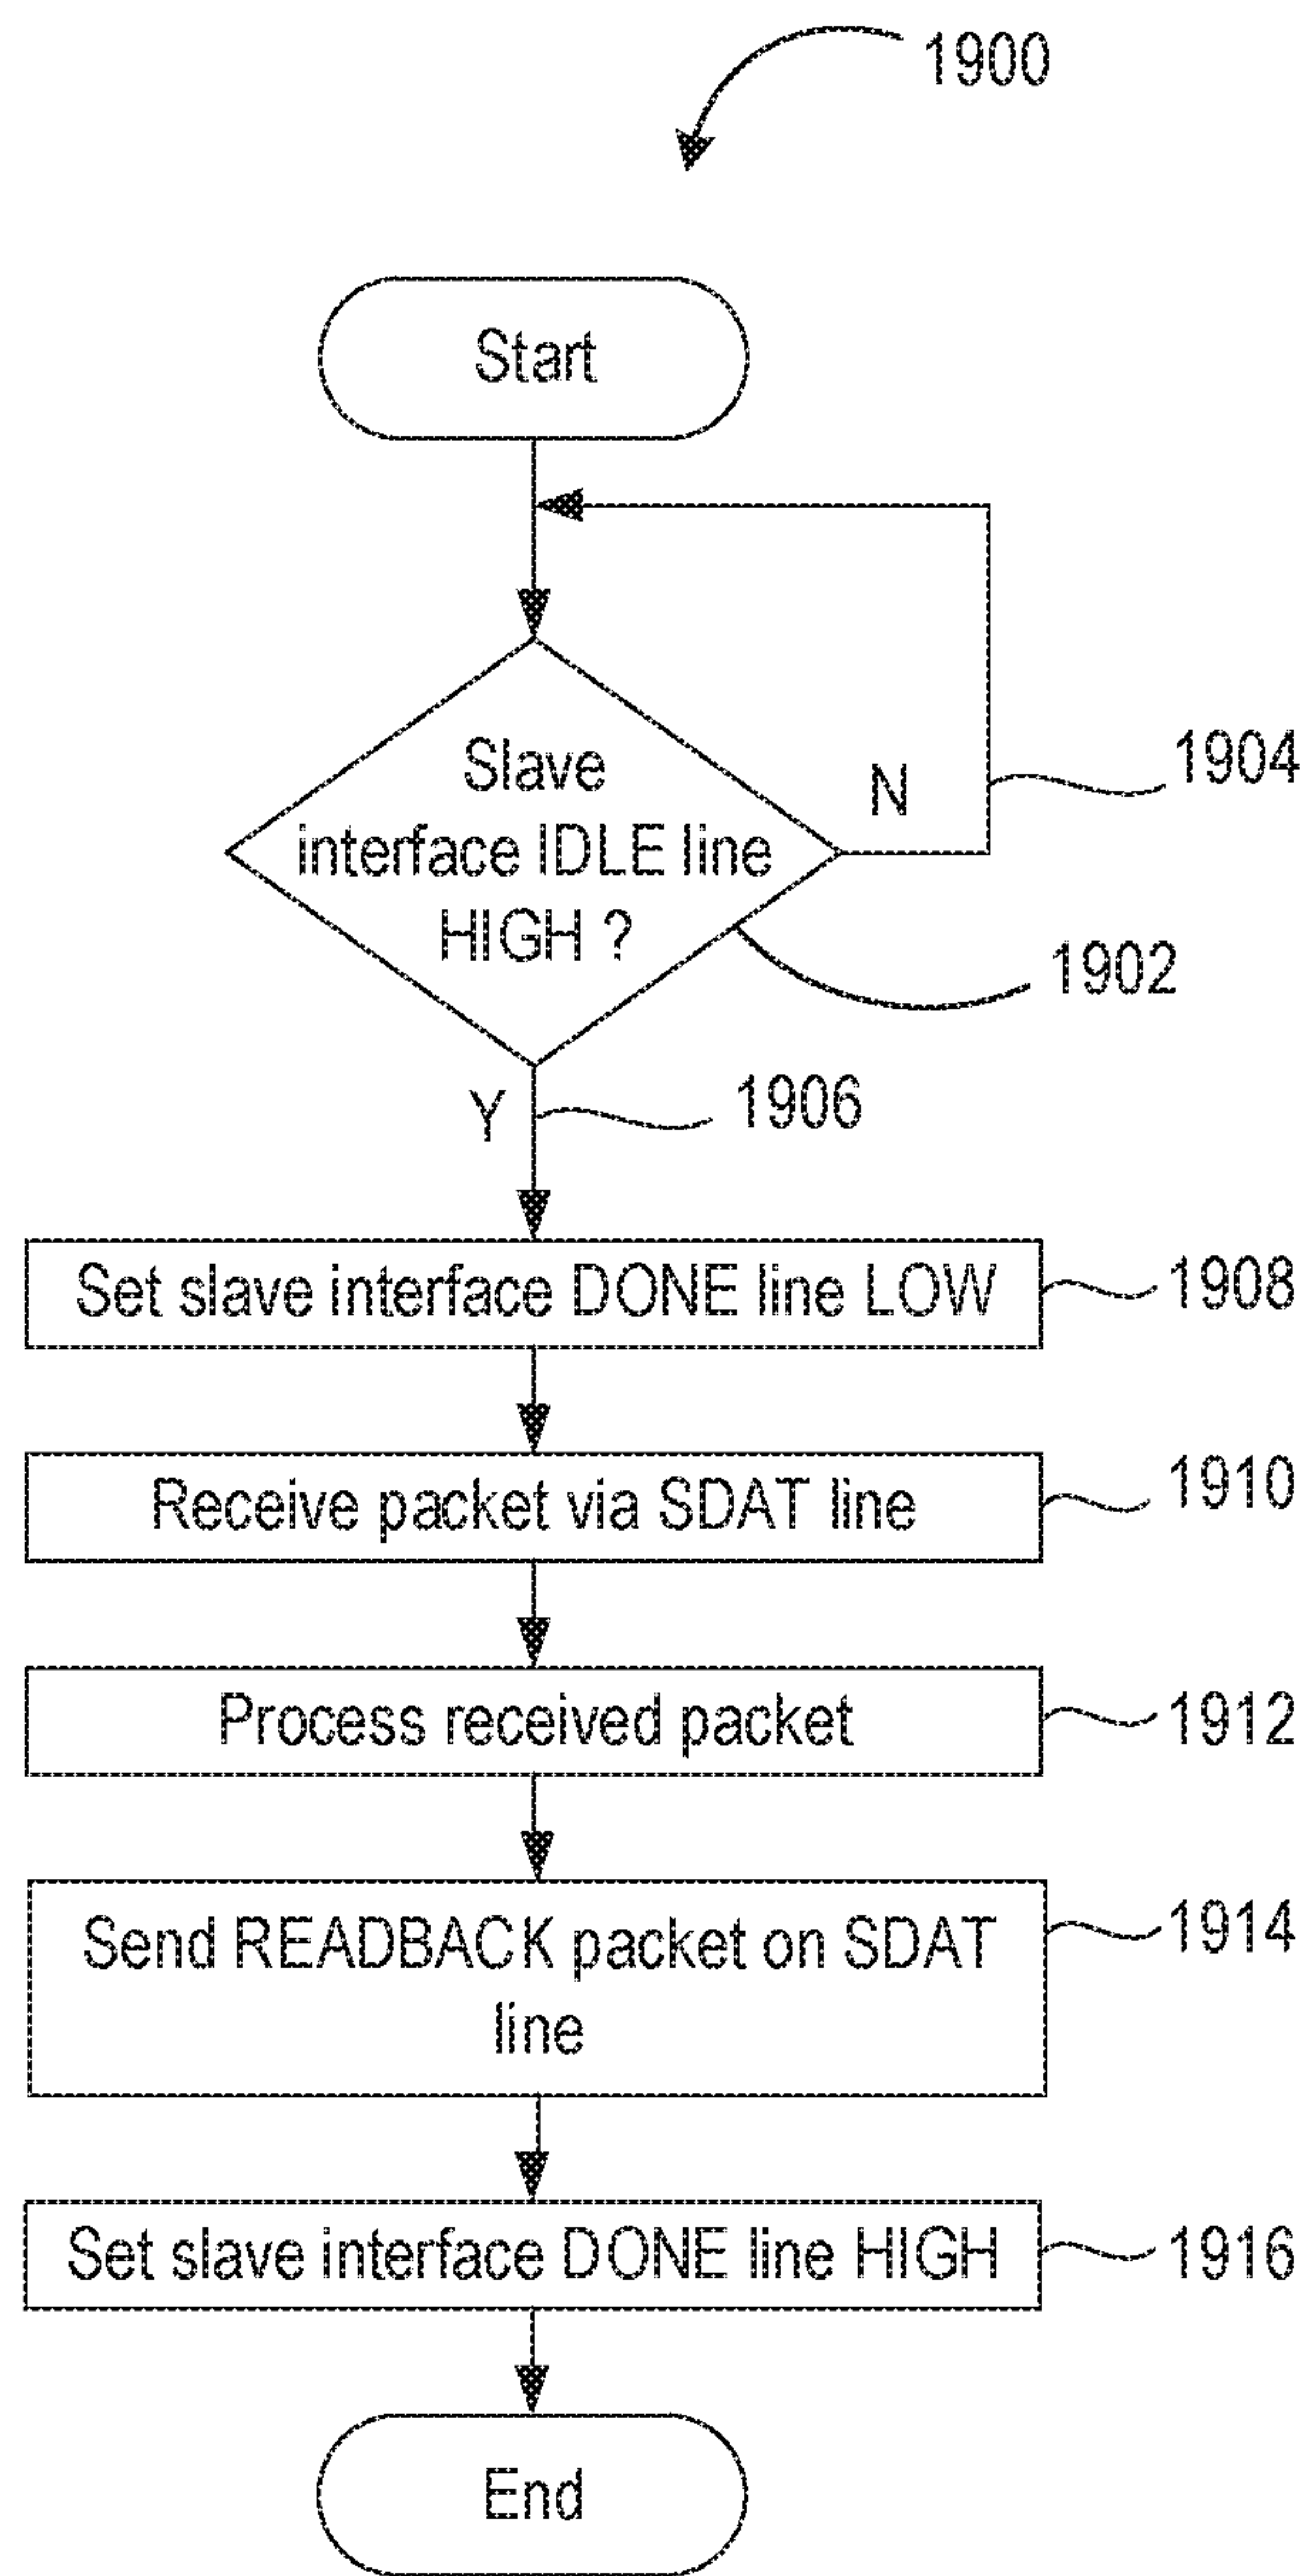 1900
Start
Slave
interface IDLE line
HIGH ?
N
1904
1902
Y
1906
Set slave interface DONE line LOW
1908
Receive packet via SDAT line
1910
Process received packet
1912
Send READBACK packet on SDAT
line
1914
Set slave interface DONE line HIGH
1916
End